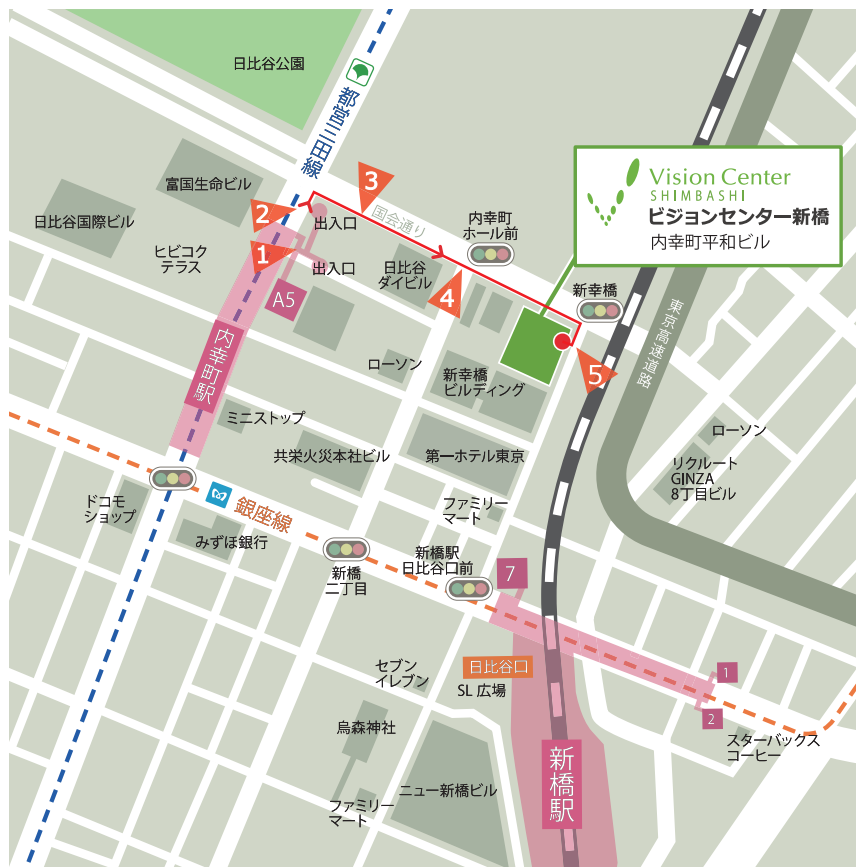 日比谷公園
都営三田線
富国生命ビル
日比谷国際ビル
ヒビコク
テラス
2
3
1
出入口
出入口
国会通り
内幸町
ホール前
日比谷
ダイビル
4
A5
内幸町駅
Vision Center
SHIMBASHI
ビジョンセンター新橋
内幸町平和ビル
新幸橋
東京高速道路
5
ローソン
新幸橋
ビルディング
ミニストップ
共栄火災本社ビル
第一ホテル東京
ローソン
リクルート
GINZA
8丁目ビル
ドコモ
ショップ
銀座線
みずほ銀行
ファミリー
マート
新橋
二丁目
新橋駅
日比谷口前
7
日比谷口
SL 広場
セブン
イレブン
烏森神社
ニュー新橋ビル
ファミリー
マート
新橋駅
1
2
スターバックス
コーヒー